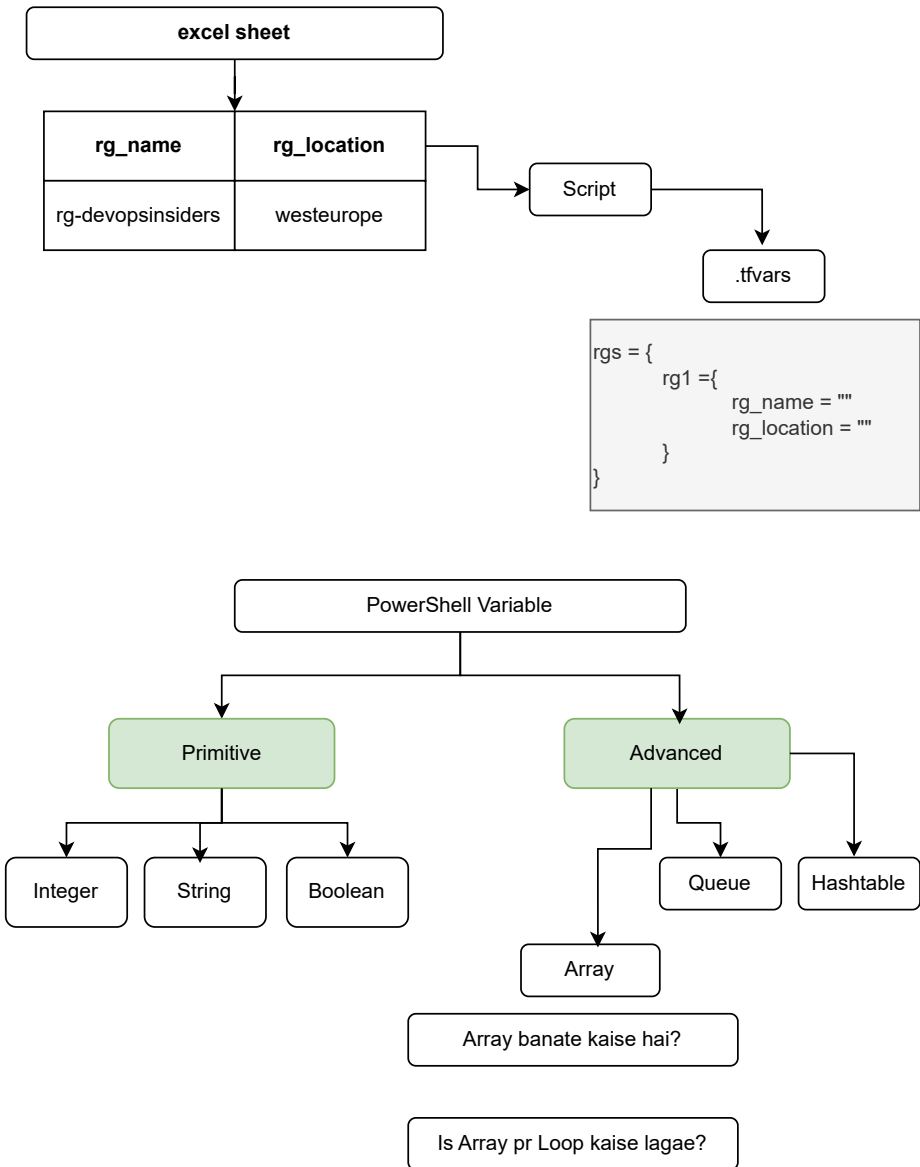 excel sheet
rg_name
rg_location
rg-devopsinsiders
westeurope
Script
.tfvars
rgs = {
rg1 ={
rg_name = ""
rg_location = ""
}
}
PowerShell Variable
Primitive
Advanced
Integer
String
Boolean
Queue
Hashtable
Array
Array banate kaise hai?
Is Array pr Loop kaise lagae?